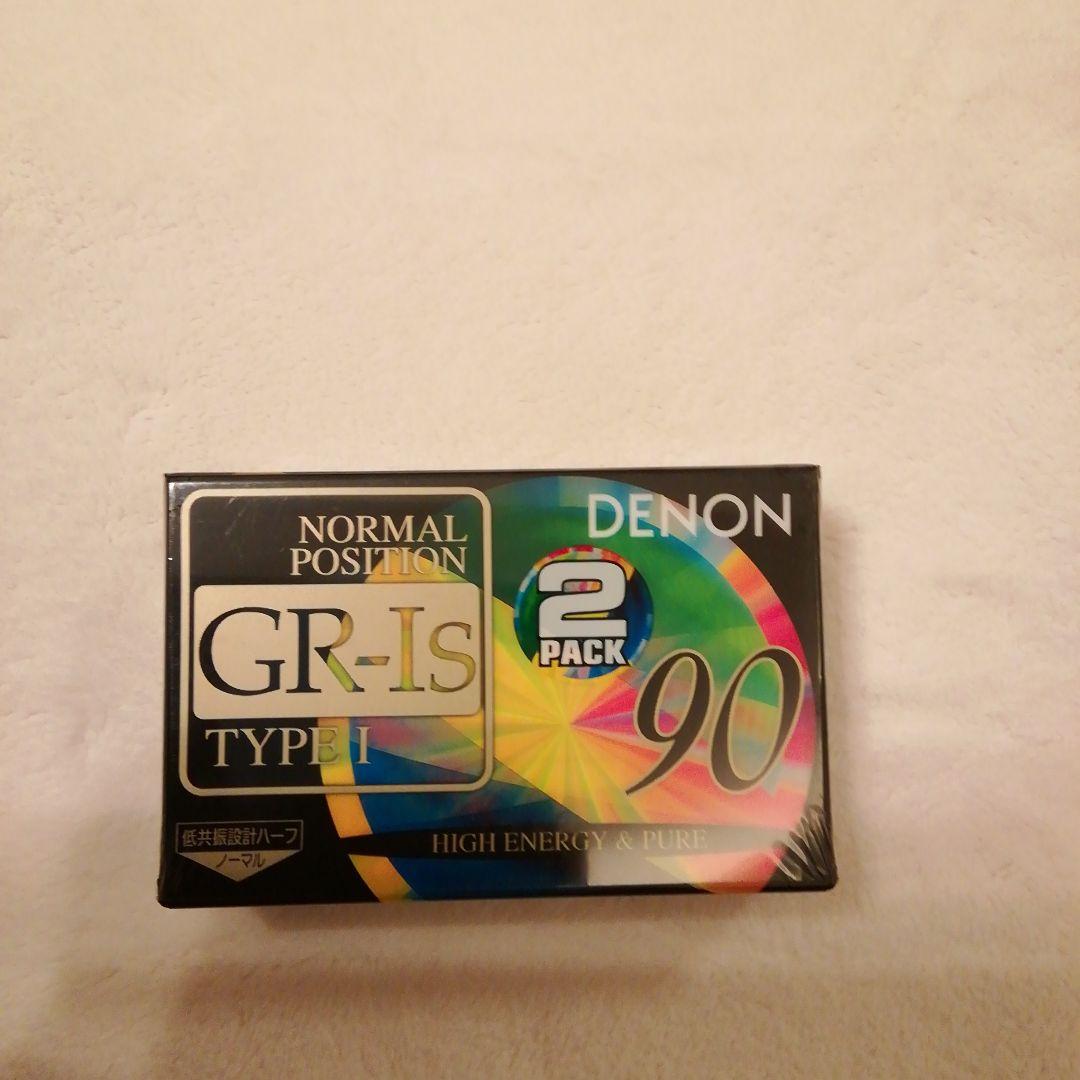 NORMAL
POSITION
GR-Is
TYPE I
DENON
2
PACK
90
HIGH ENERGY & PURE
低共振設計ハーフ
ノーマル